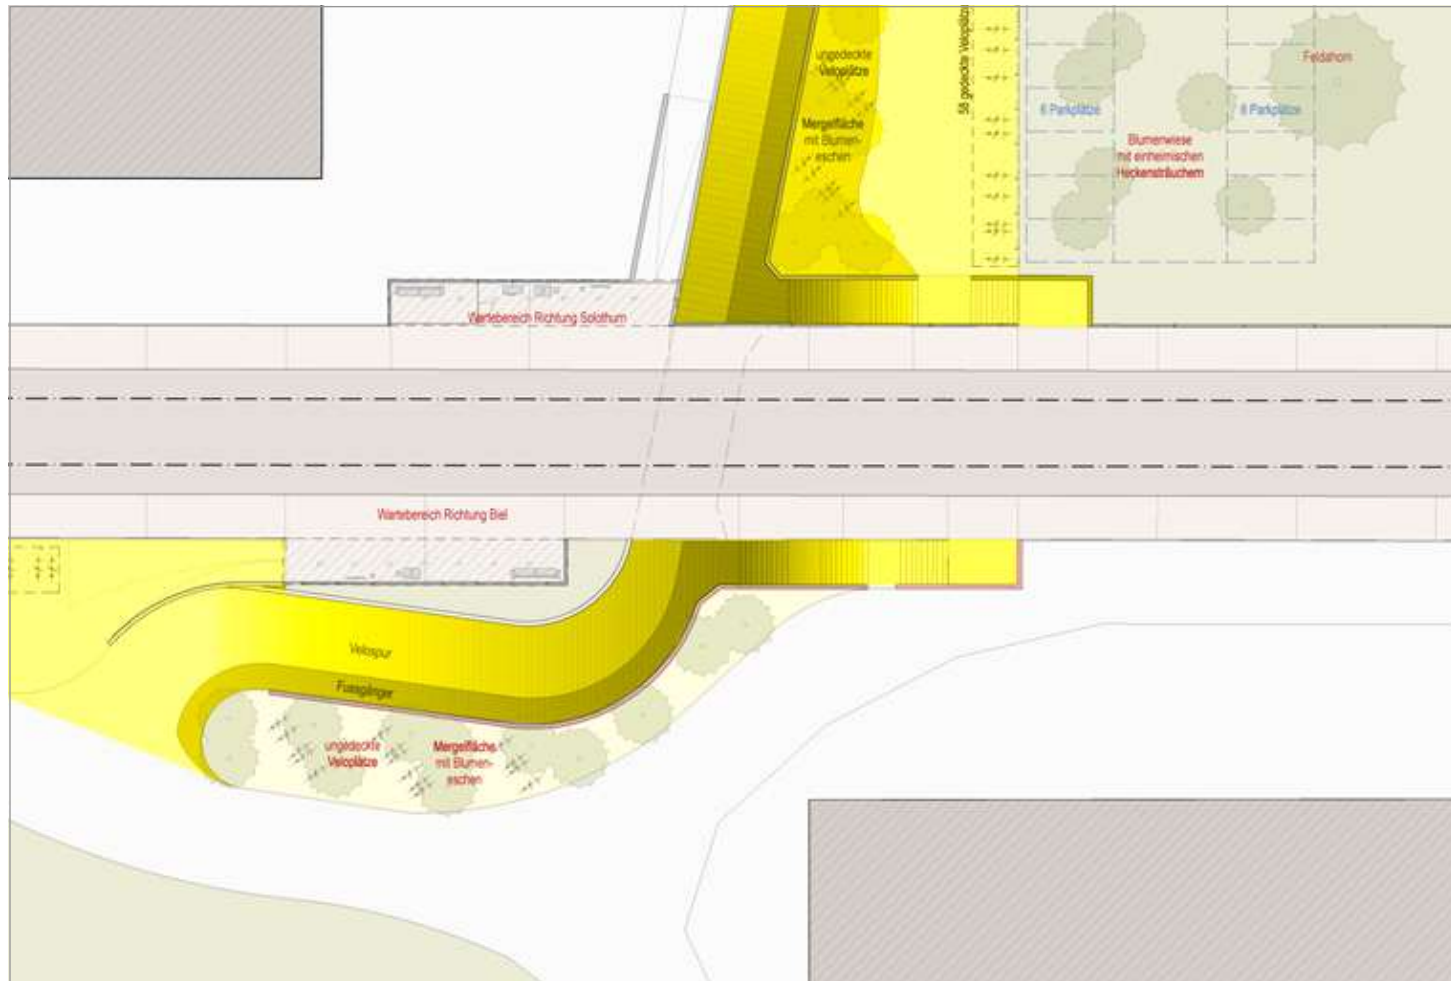 ungedeckte
Veloplätze
Mergelfläche
mit Blumen-
eschen
58 gedeckte Veloplätze
6 Parkplätze
6 Parkplätze
Feldahorn
Blumenwiese
mit einheimischen
Heckensträuchern
Wartebereich Richtung Solothurn
Wartebereich Richtung Biel
Velospur
Fussgänger
ungedeckte
Veloplätze
Mergelfläche
mit Blumen-
eschen